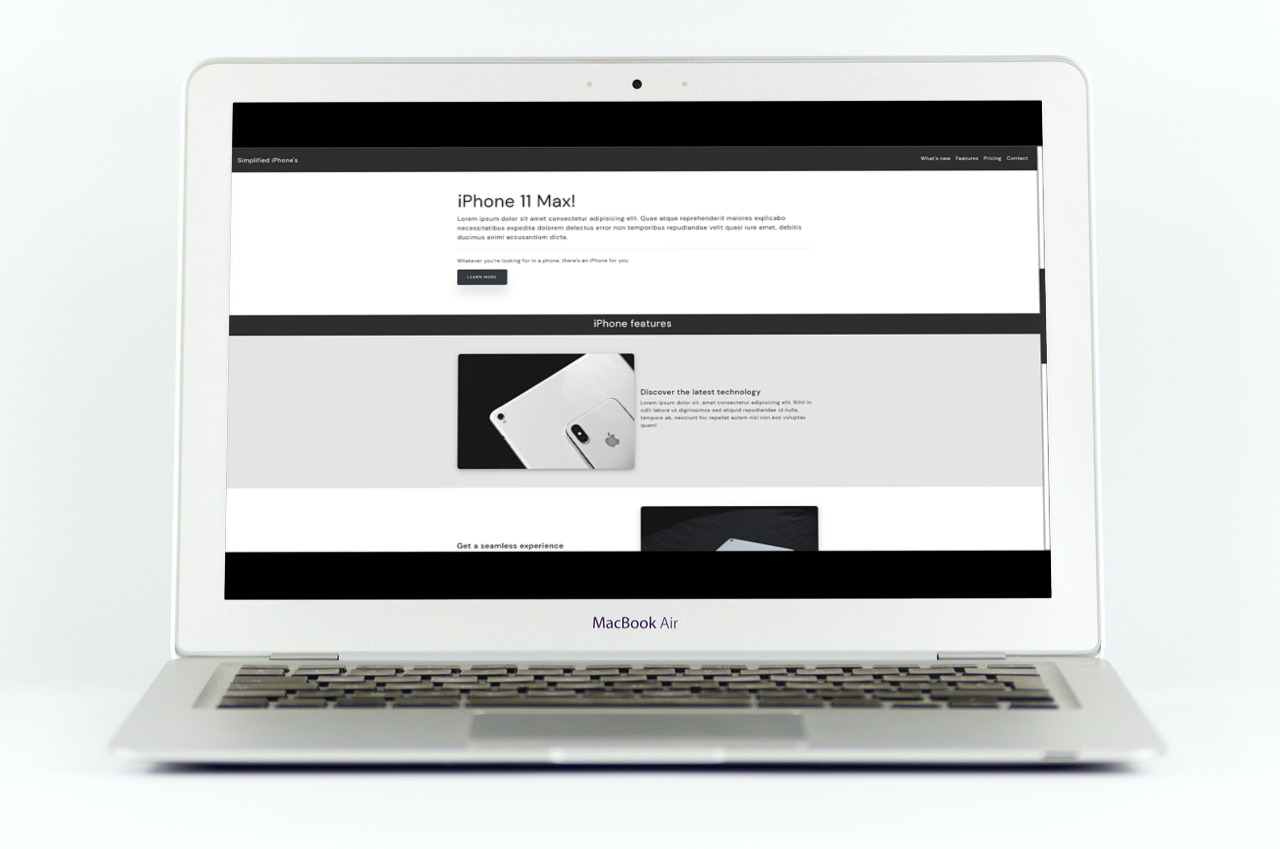 Simplified iPhone's
What's new Features Pricing Contact
iPhone 11 Max!
Lorem ipsum dolor sit amet consectetur adipisicing elit. Quae atque reprehenderit maiores explicabo
necessitatibus expedita dolorem delectus error non temporibus repudiandae velit quasi iure amet, debitis
ducimus animi accusantium dicta.
Whatever you're looking for in a phone, there's an iPhone for you.
LEARN MORE
iPhone features
Discover the latest technology
Lorem ipsum dolor sit, amet consectetur adipisicing elit. Nihil in
odit labore ut dignissimos sed aliquid repudiandae id nulla,
tempore ab, nesciunt hic repellat autem nisi non eos voluptas
quam!
Get a seamless experience
MacBook Air